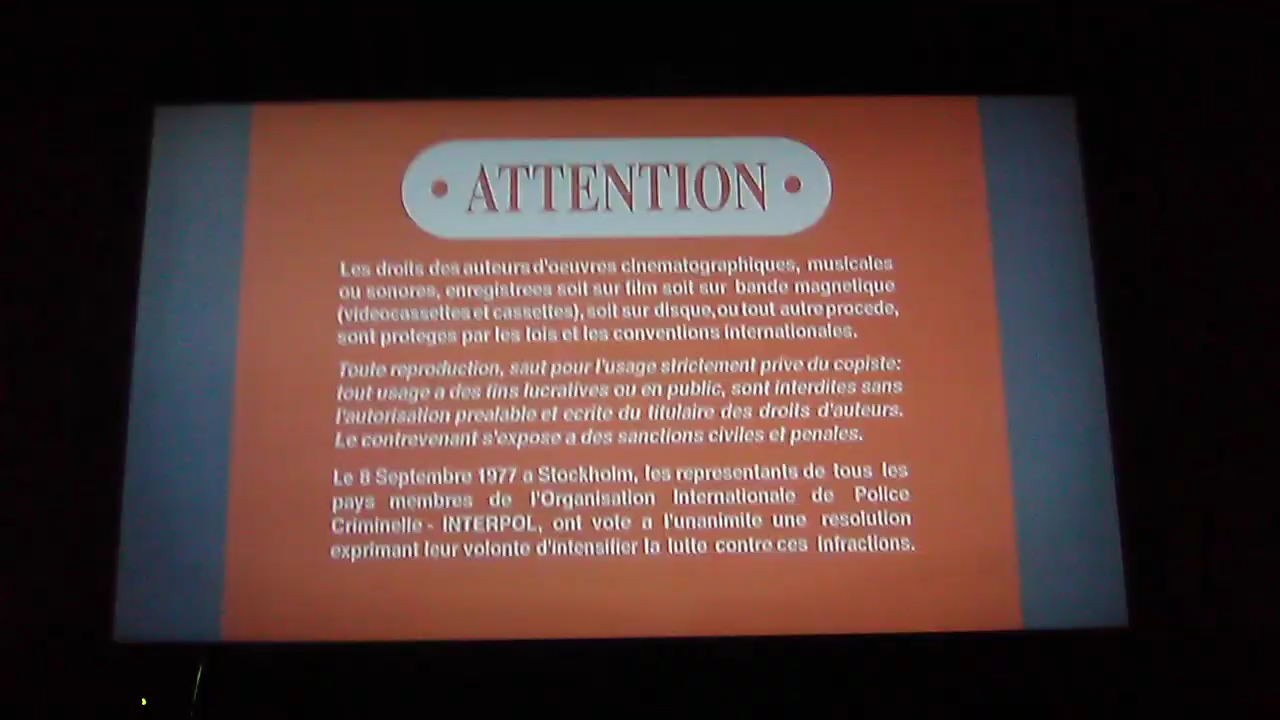 • ATTENTION •
Les droits des auteurs d'oeuvres cinematographiques, musicales
ou sonores, enregistrees soit sur film soit sur bande magnetique
(videocassettes et cassettes), soit sur disque, ou tout autre procede,
sont proteges par les lois et les conventions internationales.
Toute reproduction, sauf pour l'usage strictement prive du copiste:
tout usage a des fins lucratives ou en public, sont interdites sans
l'autorisation prealable et ecrite du titulaire des droits d'auteurs.
Le contrevenant s'expose a des sanctions civiles et penales.
Le 8 Septembre 1977 a Stockholm, les representants de tous les
pays membres de l'Organisation Internationale de Police
Criminelle - INTERPOL, ont vote a l'unanimite une resolution
exprimant leur volonte d'intensifier la lutte contre ces infractions.